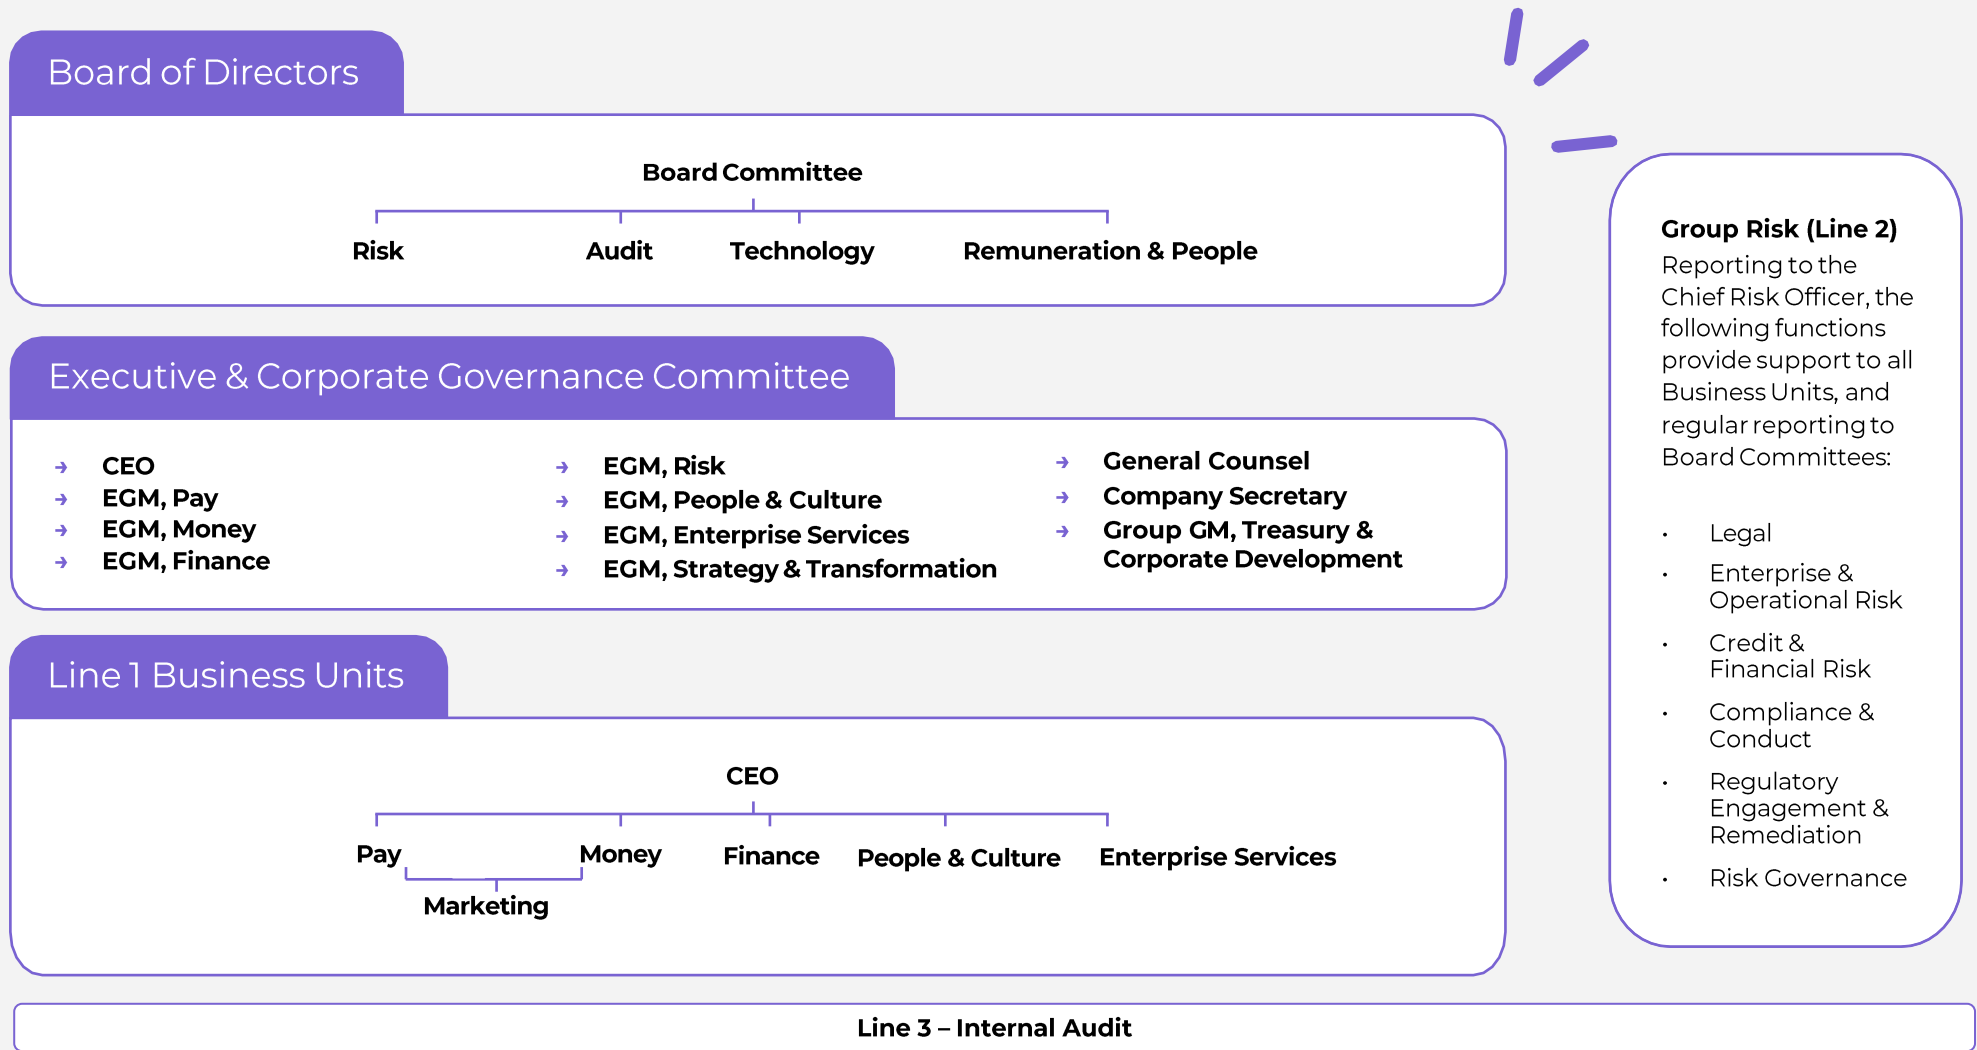 Board of Directors
Board Committee
Risk
Audit
Technology
Remuneration & People
Executive & Corporate Governance Committee
→ CEO
→ EGM, Pay
→ EGM, Money
→ EGM, Finance
→ EGM, Risk
→ EGM, People & Culture
→ EGM, Enterprise Services
→ EGM, Strategy & Transformation
→ General Counsel
→ Company Secretary
→ Group GM, Treasury &
Corporate Development
Line 1 Business Units
CEO
Pay
Money
Finance
People & Culture
Enterprise Services
Marketing
Group Risk (Line 2)
Reporting to the
Chief Risk Officer, the
following functions
provide support to all
Business Units, and
regular reporting to
Board Committees:
· Legal
· Enterprise &
Operational Risk
· Credit &
Financial Risk
· Compliance &
Conduct
· Regulatory
Engagement &
Remediation
· Risk Governance
Line 3 – Internal Audit